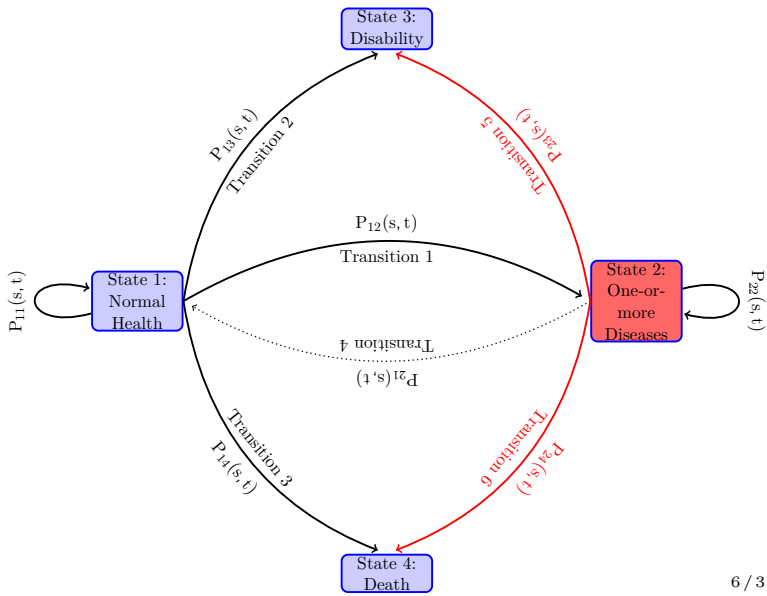 State 3:
Disability
P₁₃(s, t)
Transition 2
P₂₃(s, t)
Transition 5
P₁₂(s, t)
Transition 1
P₁₁(s, t)
State 1:
Normal
Health
State 2:
One-or-
more
Diseases
P₂₂(s, t)
Transition 4
P₂₁(s, t)
Transition 3
P₁₄(s, t)
Transition 6
P₂₄(s, t)
State 4:
Death
6 / 3